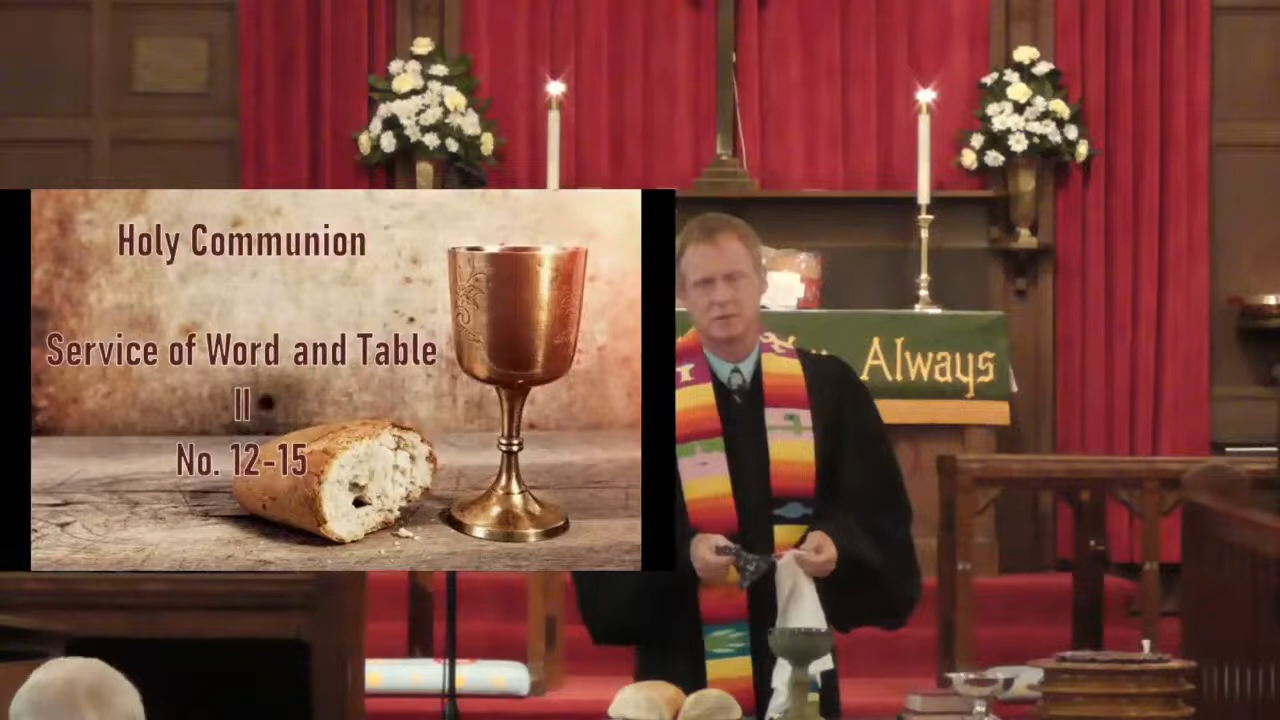 Holy Communion
Service of Word and Table
II
No. 12-15
Always